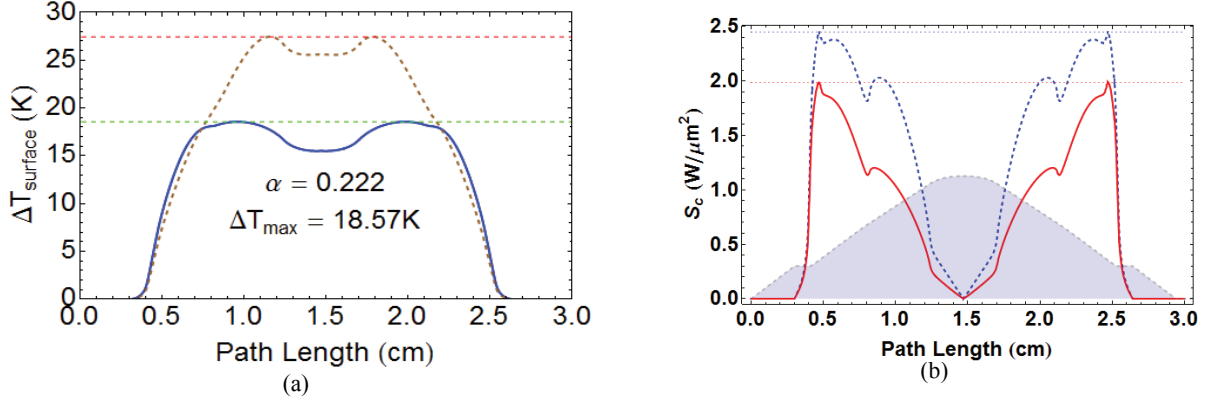 ΔT_surface (K)
30
25
20
15
10
5
0
α = 0.222
ΔT_max = 18.57K
0.0 0.5 1.0 1.5 2.0 2.5 3.0
Path Length (cm)
(a)
S_c (W/μm²)
2.5
2.0
1.5
1.0
0.5
0.0
0.0 0.5 1.0 1.5 2.0 2.5 3.0
Path Length (cm)
(b)